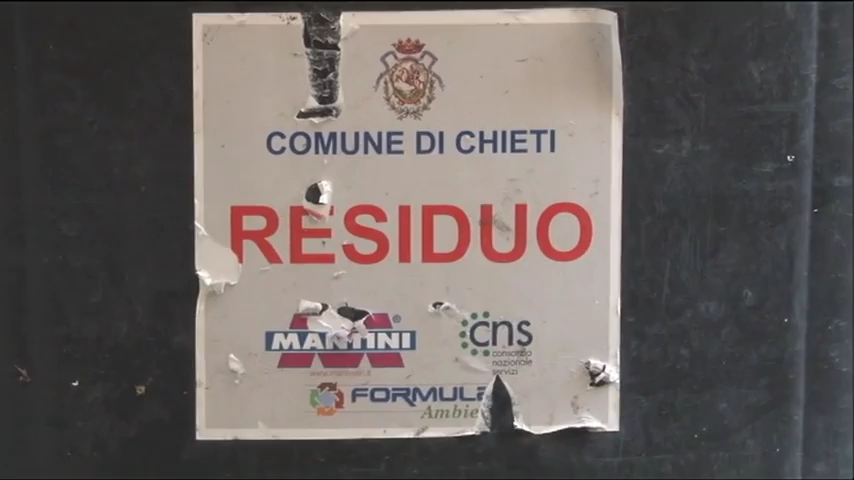 COMUNE DI CHIETI
RESIDUO
MARTINI®
cns
consorzio
nazionale
servizi
FORMULA
Ambie